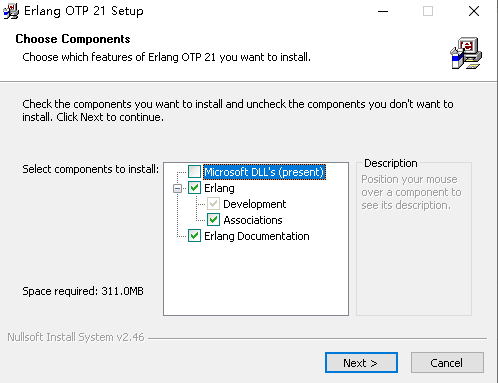 Erlang OTP 21 Setup
Choose Components
Choose which features of Erlang OTP 21 you want to install.
Check the components you want to install and uncheck the components you don't want to
install. Click Next to continue.
Select components to install:
Microsoft DLL's (present)
Erlang
Development
Associations
Erlang Documentation
Description
Position your mouse
over a component to
see its description.
Space required: 311.0MB
Nullsoft Install System v2.46
Next >
Cancel